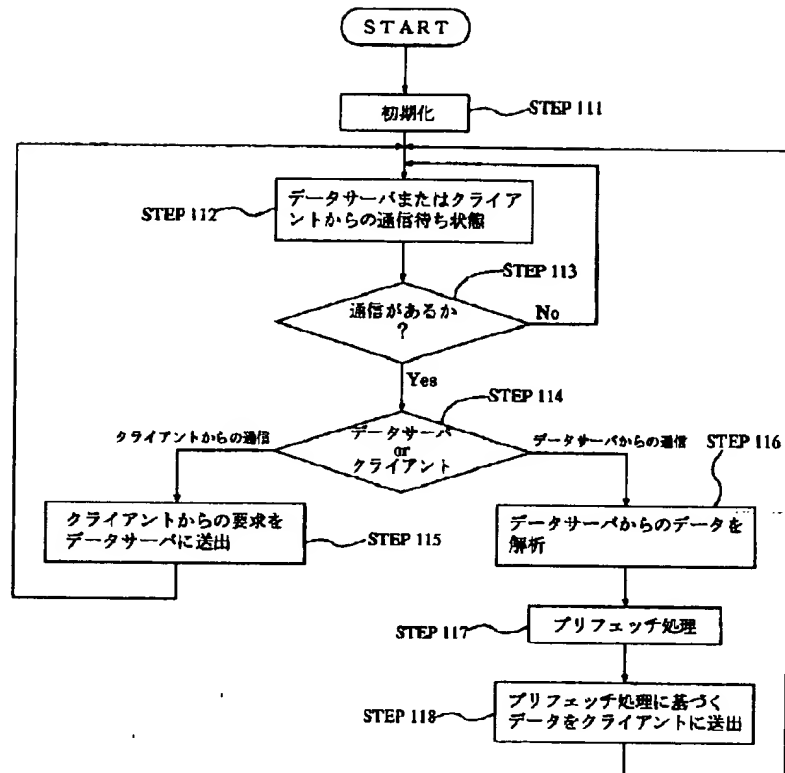 START
初期化
STEP 111
データサーバまたはクライア
ントからの通信待ち状態
STEP 112
STEP 113
通信があるか
?
No
Yes
STEP 114
クライアントからの通信
データサーバ
or
クライアント
データサーバからの通信
STEP 116
クライアントからの要求を
データサーバに送出
STEP 115
データサーバからのデータを
解析
STEP 117
プリフェッチ処理
プリフェッチ処理に基づく
データをクライアントに送出
STEP 118